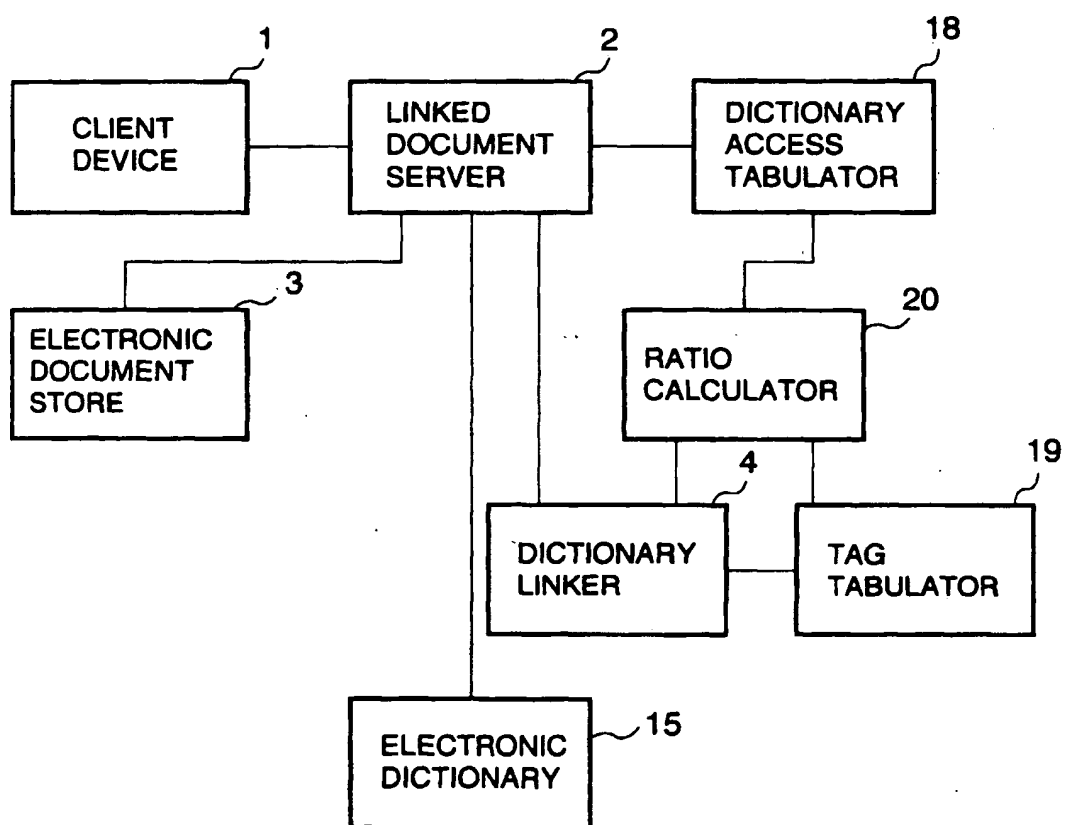 1
CLIENT
DEVICE
2
LINKED
DOCUMENT
SERVER
18
DICTIONARY
ACCESS
TABULATOR
3
ELECTRONIC
DOCUMENT
STORE
20
RATIO
CALCULATOR
4
DICTIONARY
LINKER
19
TAG
TABULATOR
15
ELECTRONIC
DICTIONARY